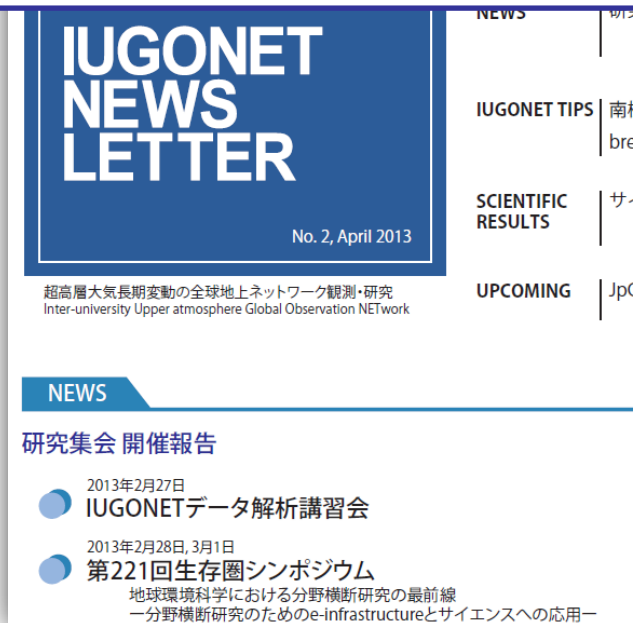 IUGONET
NEWS
LETTER
No. 2, April 2013
超高層大気長期変動の全球地上ネットワーク観測・研究
Inter-university Upper atmosphere Global Observation NETwork
NEWS
IUGONET TIPS
南
bre
SCIENTIFIC
RESULTS
サ
UPCOMING
NEWS
研究集会 開催報告
2013年2月27日
IUGONETデータ解析講習会
2013年2月28日, 3月1日
第221回生存圏シンポジウム
地球環境科学における分野横断研究の最前線
ー分野横断研究のためのe-infrastructureとサイエンスへの応用ー